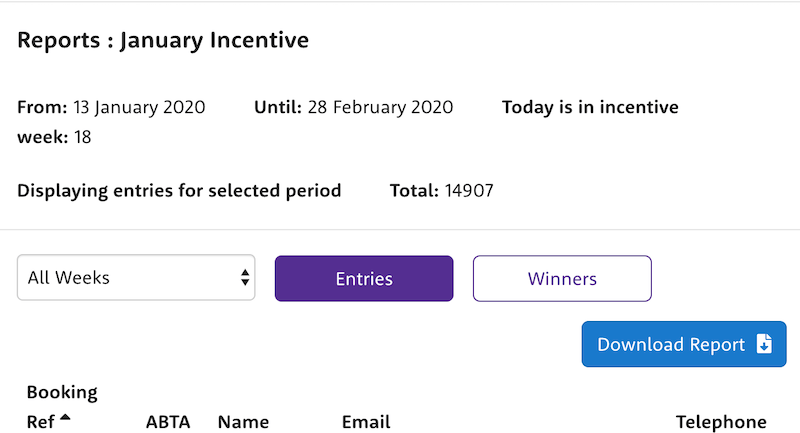 Reports : January Incentive
From: 13 January 2020 Until: 28 February 2020 Today is in incentive
week: 18
Displaying entries for selected period Total: 14907
All Weeks Entries Winners
Download Report
Booking
Ref ABTA Name Email Telephone